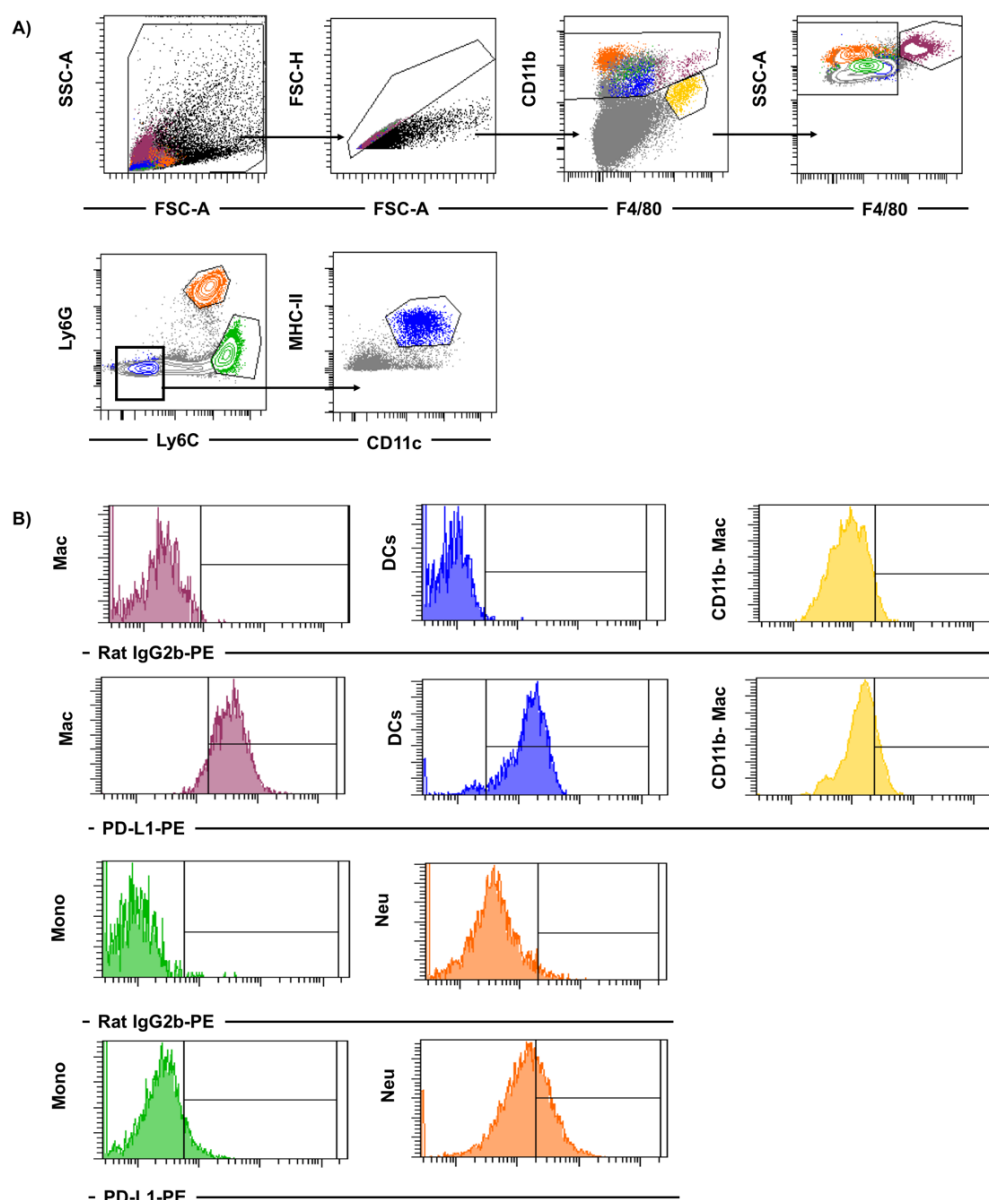 A)
SSC-A
FSC-A
FSC-H
FSC-A
CD11b
F4/80
SSC-A
F4/80
Ly6G
Ly6C
MHC-II
CD11c
B)
Mac
DCs
CD11b- Mac
Rat IgG2b-PE
Mac
DCs
CD11b- Mac
PD-L1-PE
Mono
Neu
Rat IgG2b-PE
Mono
Neu
PD-L1-PE